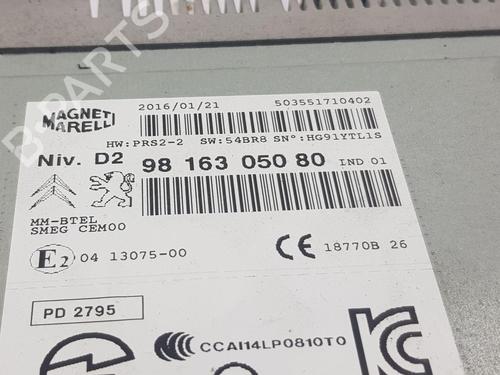 B-PARTS
MAGNETI
MARELLI
2016/01/21
503551710402
HW:PRS2-2 SW:54BR8 SN°:HG91YTL1S
Niv. D2
98 163 050 80 IND 01
MM-BTEL
SMEG CEM00
E2 04 13075-00
CE 18770B 26
PD 2795
CCC CCAI14LP0810T0